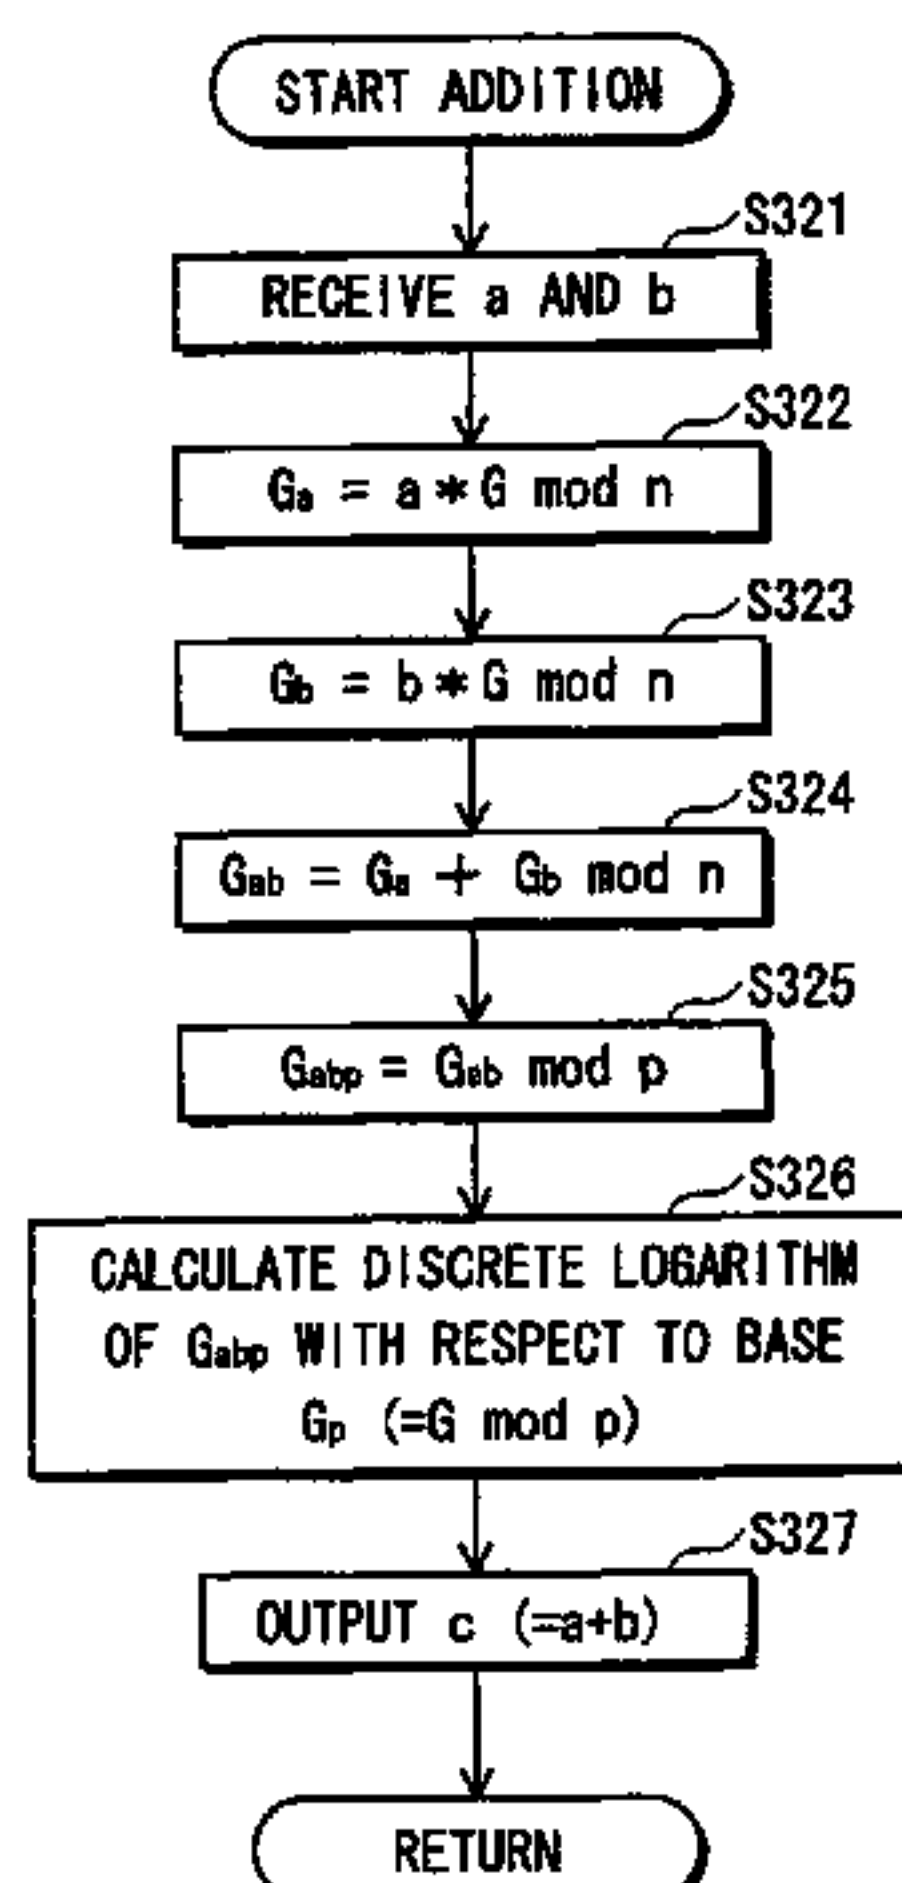 START ADDITION
S321
RECEIVE a AND b
S322
Ga = a * G mod n
S323
Gb = b * G mod n
S324
Gab = Ga + Gb mod n
S325
Gabp = Gab mod p
S326
CALCULATE DISCRETE LOGARITHM
OF Gabp WITH RESPECT TO BASE
Gp (=G mod p)
S327
OUTPUT c (=a+b)
RETURN